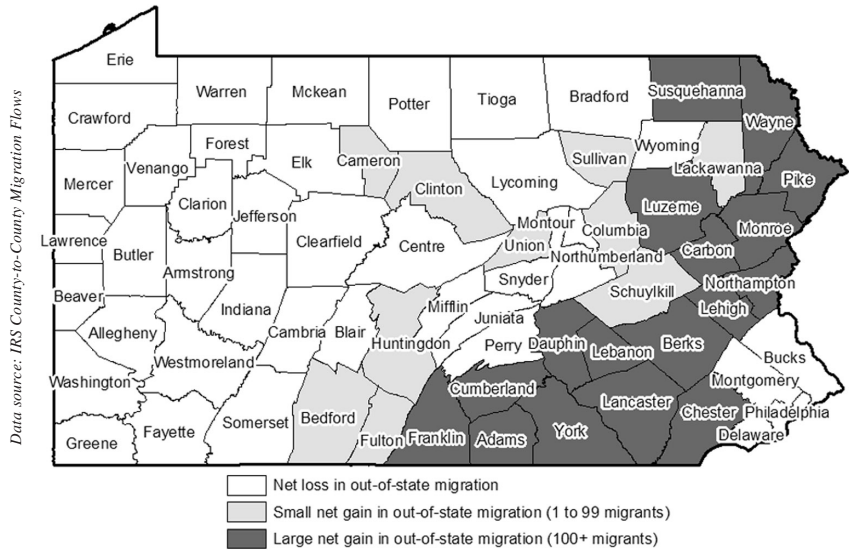 Data source: IRS County-to-County Migration Flows
Erie
Warren
Mckean
Potter
Tioga
Bradford
Susquehanna
Wayne
Crawford
Forest
Elk
Cameron
Clinton
Lycoming
Sullivan
Wyoming
Lackawanna
Pike
Mercer
Venango
Clarion
Jefferson
Clearfield
Centre
Union
Montour
Columbia
Luzerne
Monroe
Carbon
Lawrence
Butler
Armstrong
Indiana
Snyder
Northumberland
Schuylkill
Northampton
Lehigh
Beaver
Allegheny
Westmoreland
Cambria
Blair
Huntingdon
Mifflin
Juniata
Perry
Dauphin
Lebanon
Berks
Bucks
Montgomery
Washington
Greene
Fayette
Somerset
Bedford
Fulton
Franklin
Cumberland
Adams
York
Lancaster
Chester
Delaware
Philadelphia
Net loss in out-of-state migration
Small net gain in out-of-state migration (1 to 99 migrants)
Large net gain in out-of-state migration (100+ migrants)